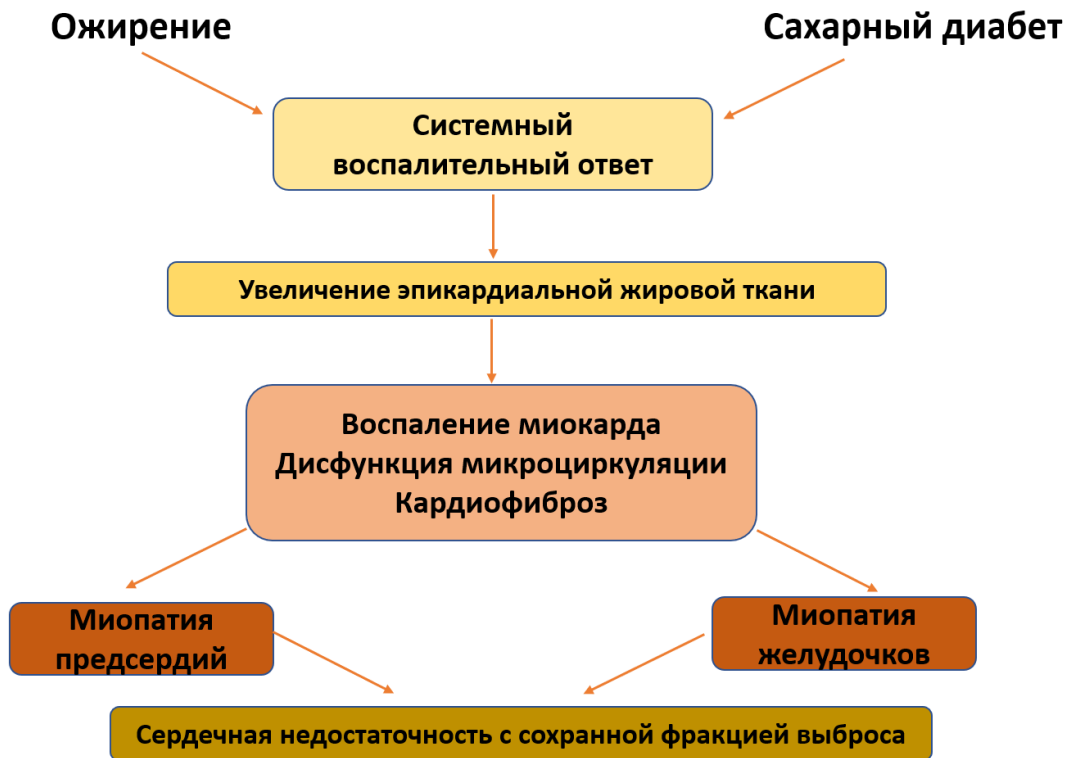 Ожирение
Сахарный диабет
Системный
воспалительный ответ
Увеличение эпикардиальной жировой ткани
Воспаление миокарда
Дисфункция микроциркуляции
Кардиофиброз
Миопатия
предсердий
Миопатия
желудочков
Сердечная недостаточность с сохранной фракцией выброса